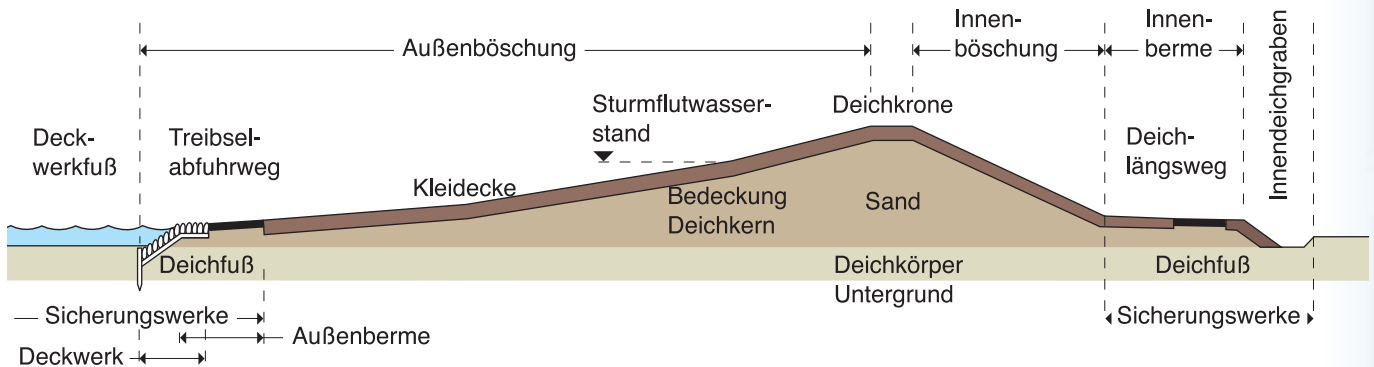 Außenböschung
Innen-
böschung
Innen-
berme
Innendeichgraben
Deck-
werkfuß
Treibsel-
abfuhrweg
Sturmflutwasser-
stand
Deichkrone
Deich-
längsweg
Kleidecke
Bedeckung
Deichkern
Sand
Deichfuß
Deichkörper
Untergrund
Deichfuß
Sicherungswerke
Außenberme
Deckwerk
Sicherungswerke